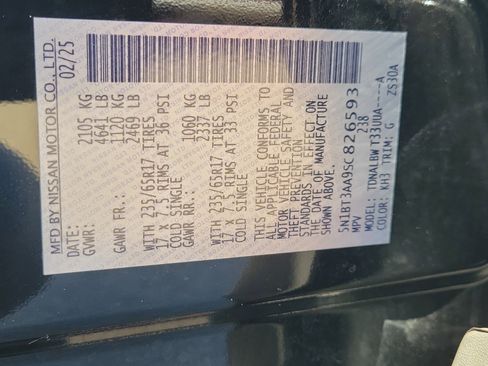 MFD BY NISSAN MOTOR CO., LTD.
DATE: 02/25
GVWR: 2105 KG
4641 LB
GAWR FR.: 1120 KG
2469 LB
WITH 235/65R17 TIRES
17 X 7.5 RIMS AT 36 PSI
COLD SINGLE
GAWR RR.: 1060 KG
2337 LB
WITH 235/65R17 TIRES
17 X 7.5 RIMS AT 33 PSI
COLD SINGLE
THIS VEHICLE CONFORMS TO
ALL APPLICABLE FEDERAL
MOTOR VEHICLE SAFETY AND
THEFT PREVENTION
STANDARDS IN EFFECT ON
THE DATE OF MANUFACTURE
SHOWN ABOVE.
5N1BT3AA9SC826593
MPV 238
MODEL: TDNALBW T33UUA----A
COLOR: KH3 TRIM: G ZS30A